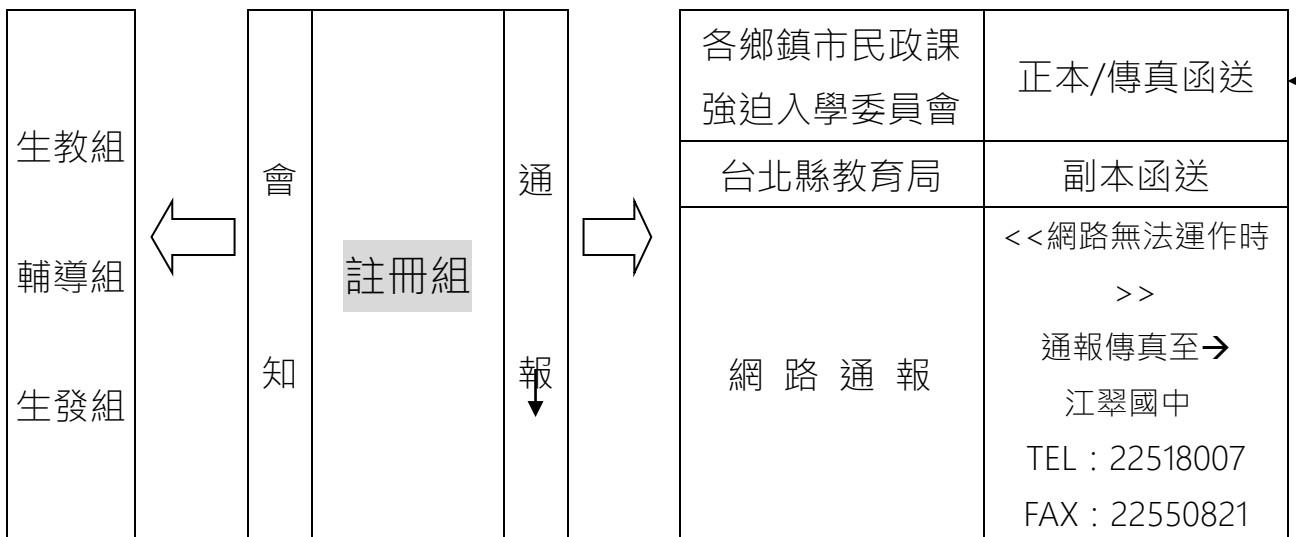 生教組
輔導組
生發組
會
知
註冊組
通
報
各鄉鎮市民政課
強迫入學委員會
正本/傳真函送
台北縣教育局
副本函送
網 路 通 報
<<網路無法運作時
>>
通報傳真至→
江翠國中
TEL：22518007
FAX：22550821